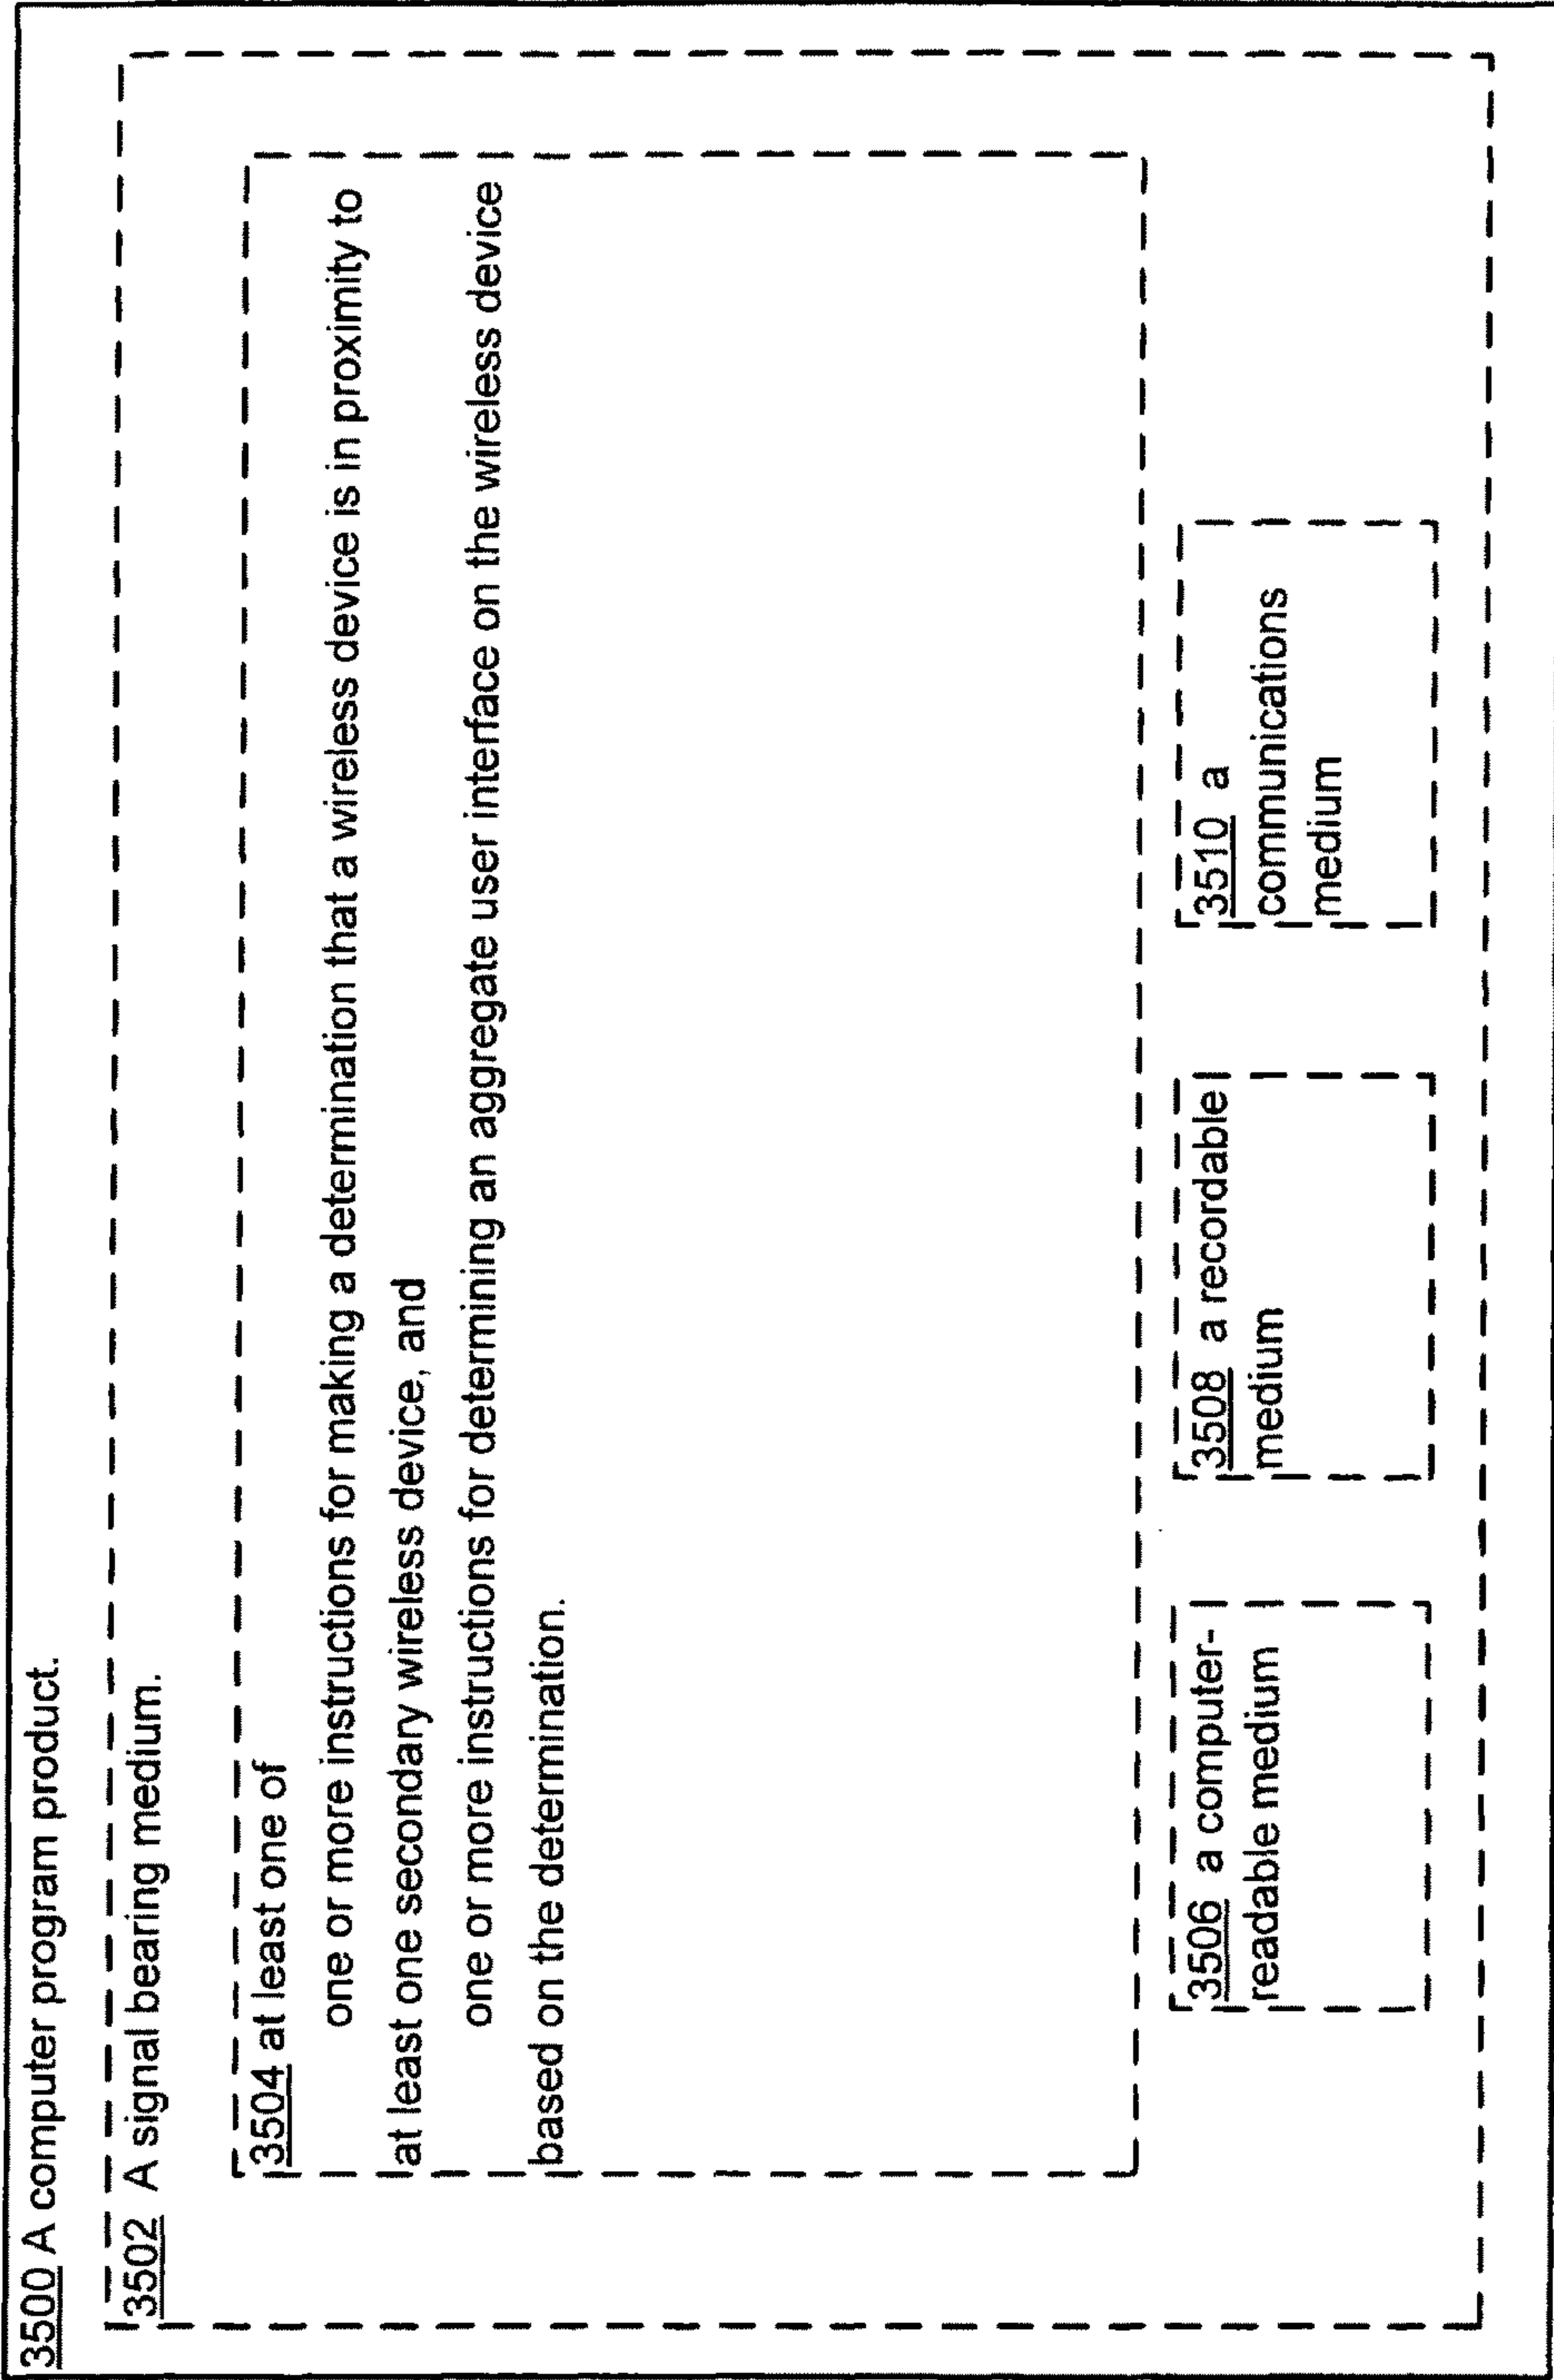 3500 A computer program product.
3502 A signal bearing medium.
3504 at least one of
one or more instructions for making a determination that a wireless device is in proximity to
at least one secondary wireless device, and
one or more instructions for determining an aggregate user interface on the wireless device
based on the determination.
3506 a computer-
readable medium
3508 a recordable
medium
3510 a
communications
medium